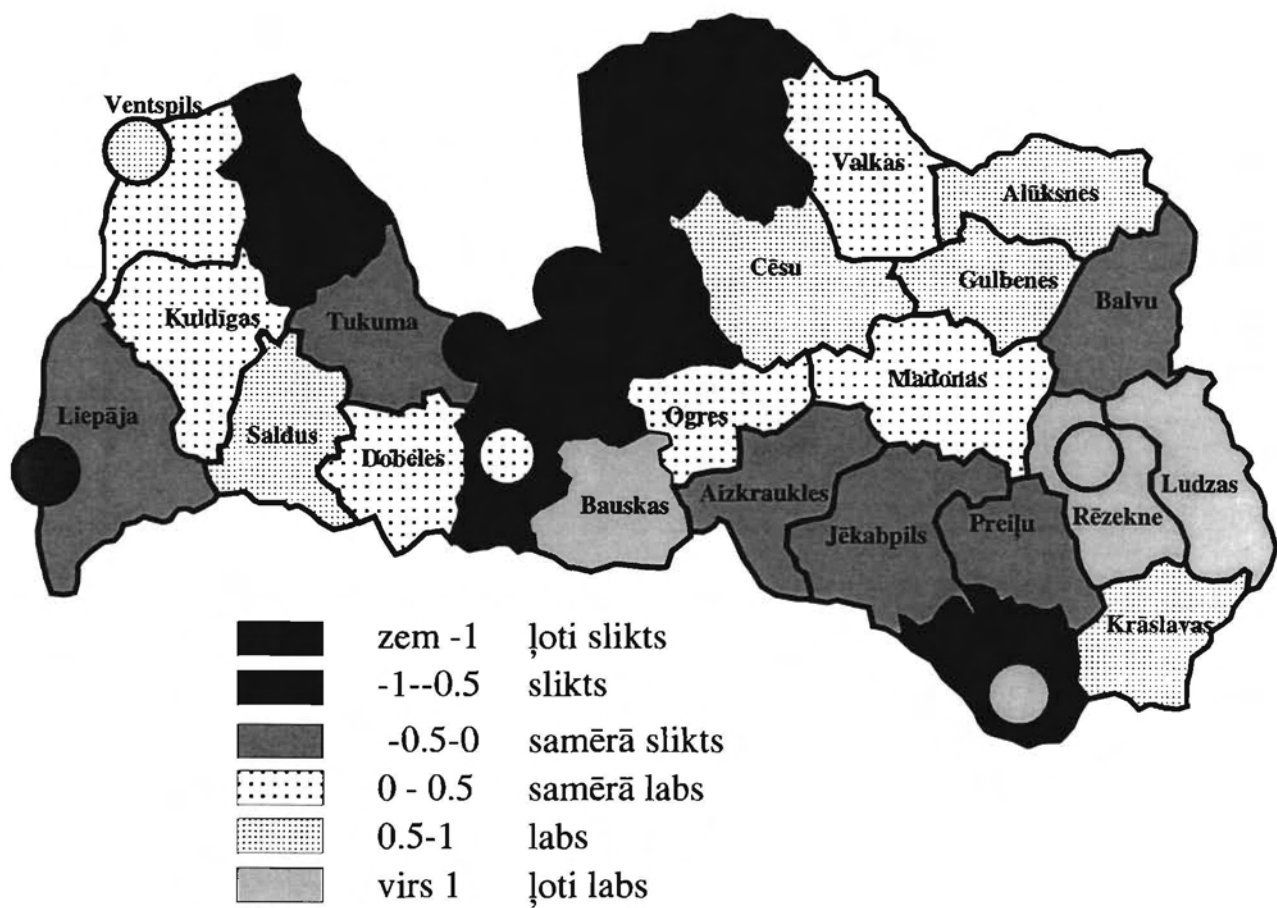 Ventspils
Valkas
Alūksnes
Cēsu
Gulbenes
Balvu
Kuldīgas
Tukuma
Madonas
Liepāja
Ogres
Saldus
Dobeles
Ludzas
Aizkraukles
Bauskas
Rēzekne
Preiļu
Jēkabpils
Krāslavas
zem -1 ļoti slikts
-1--0.5 slikts
-0.5-0 samērā slikts
0 - 0.5 samērā labs
0.5-1 labs
virs 1 ļoti labs